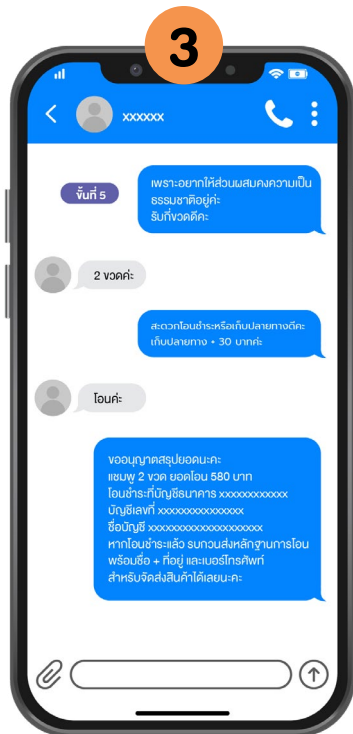 3
xxxxxx
ขั้นที่ 5
เพราะอยากให้ส่วนผสมคงความเป็น
ธรรมชาติอยู่ค่ะ
รับกี่ขวดดีคะ
2 ขวดค่ะ
สะดวกโอนชำระหรือเก็บปลายทางดีคะ
เก็บปลายทาง + 30 บาทค่ะ
โอนค่ะ
ขออนุญาตสรุปยอดนะคะ
แชมพู 2 ขวด ยอดโอน 580 บาท
โอนชำระที่บัญชีธนาคาร xxxxxxxxxxxx
บัญชีเลขที่ xxxxxxxxxxxxxxx
ชื่อบัญชี xxxxxxxxxxxxxxxxxxxx
หากโอนชำระแล้ว รบกวนส่งหลักฐานการโอน
พร้อมชื่อ + ที่อยู่ และเบอร์โทรศัพท์
สำหรับจัดส่งสินค้าได้เลยนะคะ